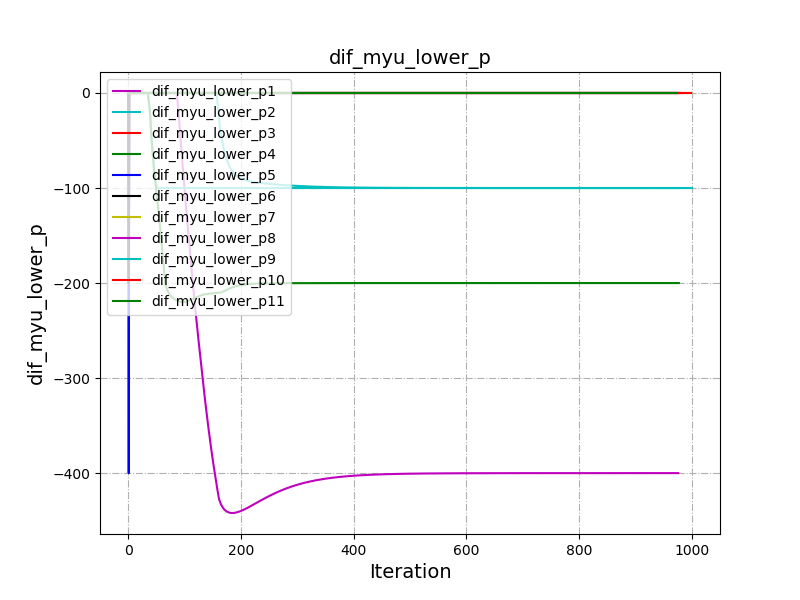 dif_myu_lower_p
dif_myu_lower_p
0
−100
−200
−300
−400
dif_myu_lower_p1
dif_myu_lower_p2
dif_myu_lower_p3
dif_myu_lower_p4
dif_myu_lower_p5
dif_myu_lower_p6
dif_myu_lower_p7
dif_myu_lower_p8
dif_myu_lower_p9
dif_myu_lower_p10
dif_myu_lower_p11
0 200 400 600 800 1000
Iteration